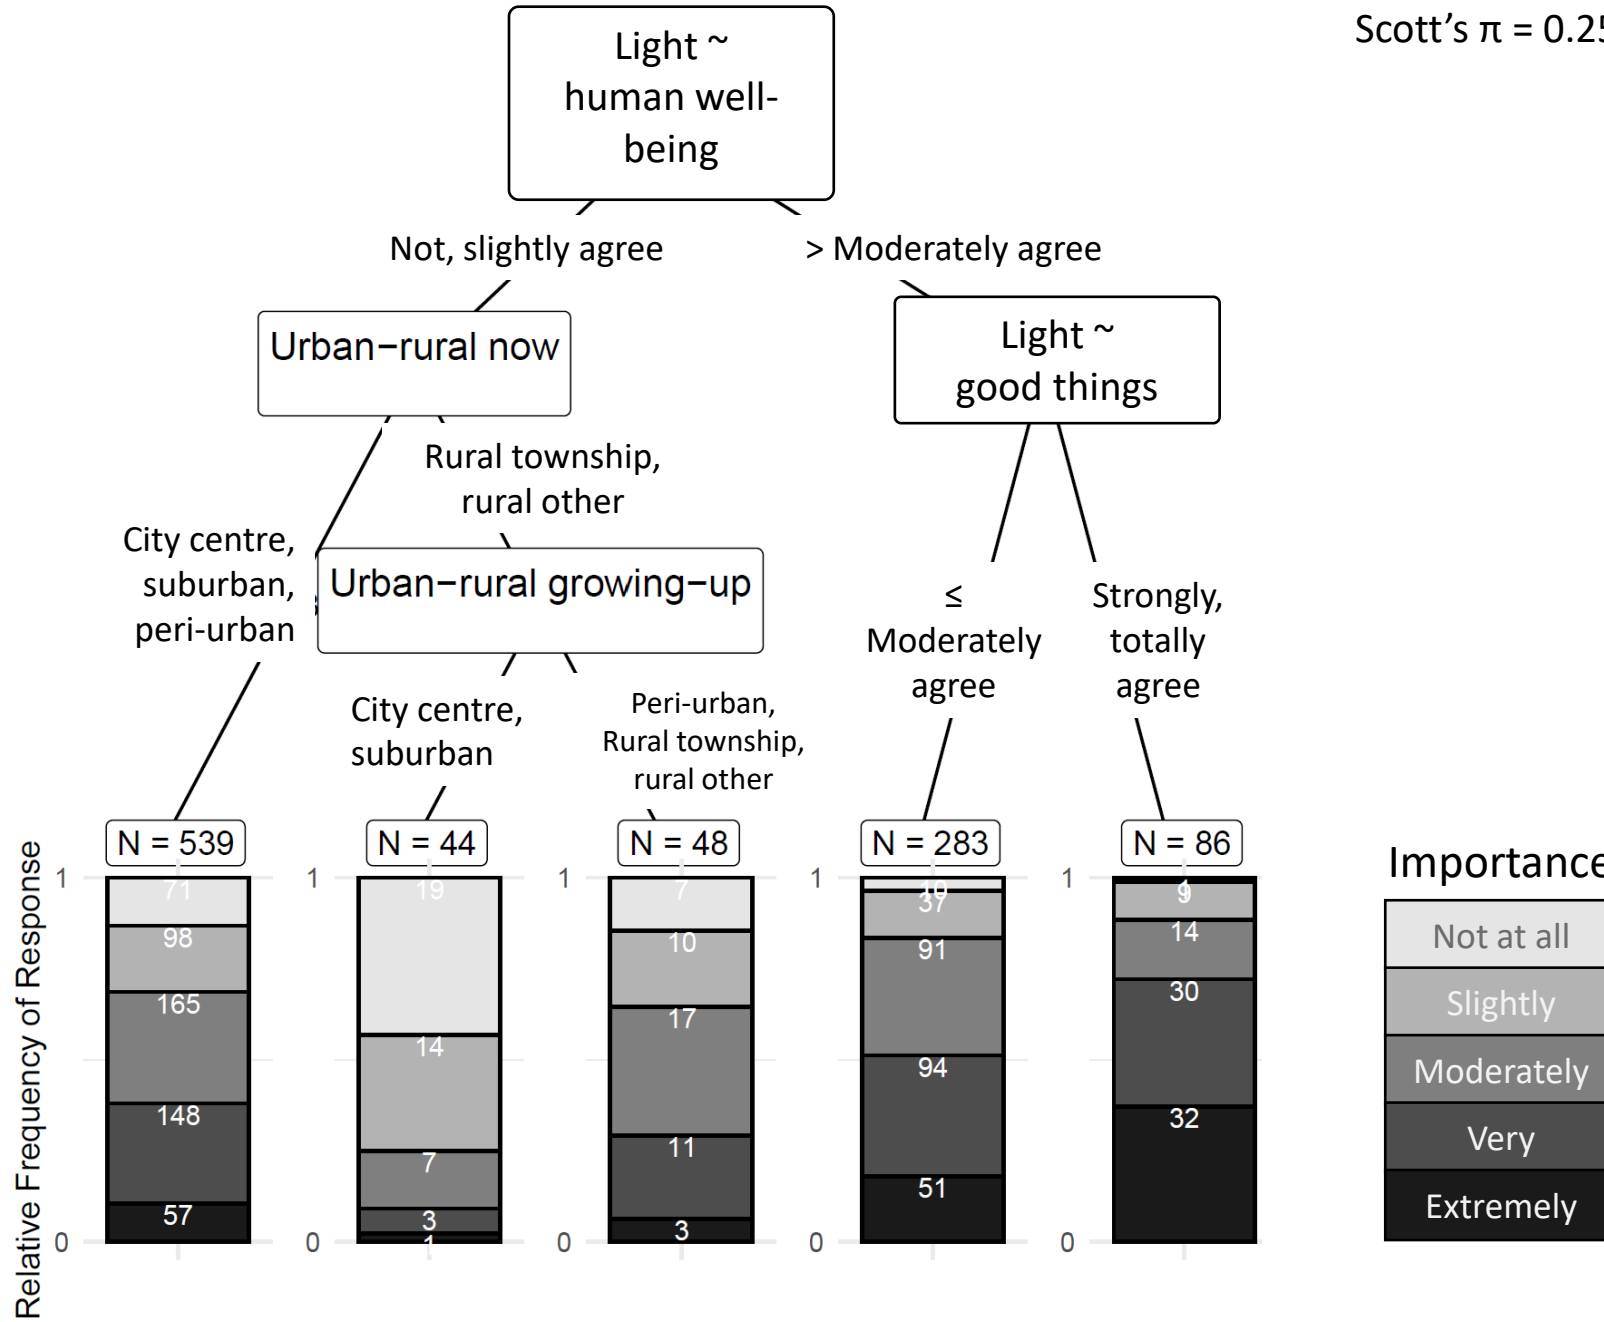 Scott’s π = 0.25
Light ~
human well-
being
Not, slightly agree
> Moderately agree
Urban−rural now
Light ~
good things
Rural township,
rural other
City centre,
suburban,
peri-urban
Urban−rural growing−up
≤
Moderately
agree
Strongly,
totally
agree
City centre,
suburban
Peri-urban,
Rural township,
rural other
Relative Frequency of Response
N = 539
1
71
98
165
148
57
0
N = 44
1
19
14
7
3
1
0
N = 48
1
7
10
17
11
3
0
N = 283
1
10
37
91
94
51
0
N = 86
1
9
14
30
32
0
Importance
Not at all
Slightly
Moderately
Very
Extremely